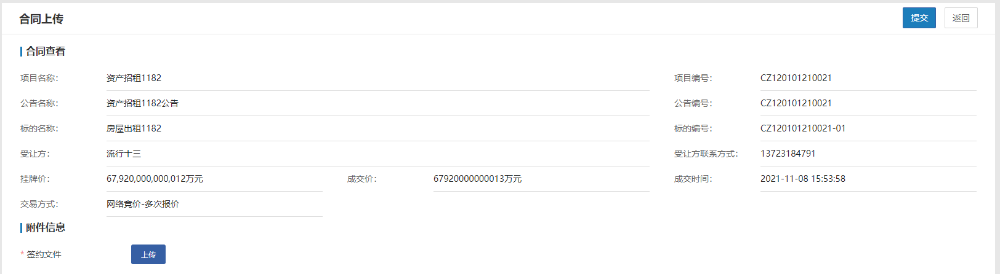 合同上传 提交 返回
合同查看
项目名称： 资产招租1182 项目编号： CZ120101210021
公告名称： 资产招租1182公告 公告编号： CZ120101210021
标的名称： 房屋出租1182 标的编号： CZ120101210021-01
受让方： 流行十三 受让方联系方式： 13723184791
挂牌价： 67,920,000,000,012万元 成交价： 67920000000013万元 成交时间： 2021-11-08 15:53:58
交易方式： 网络竞价-多次报价
附件信息
* 签约文件 上传